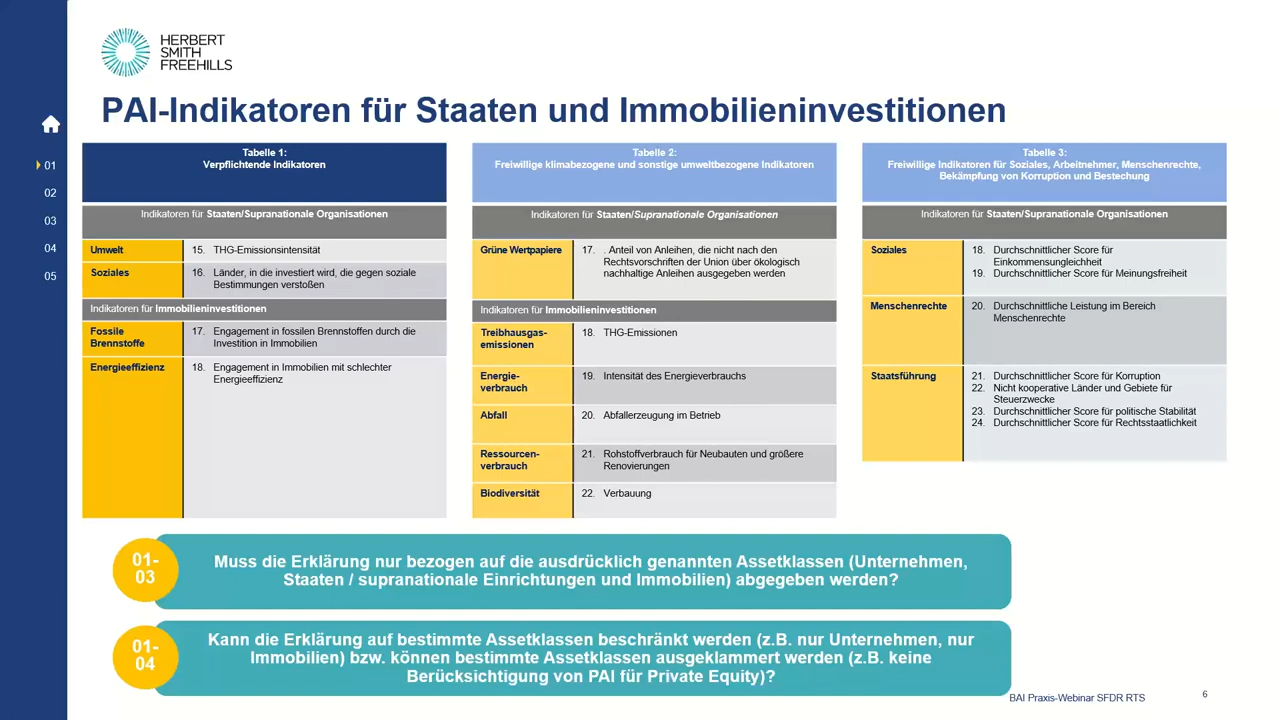 HERBERT
SMITH
FREEHILLS
PAI-Indikatoren für Staaten und Immobilieninvestitionen
01
02
03
04
05
Tabelle 1:
Verpflichtende Indikatoren
Indikatoren für Staaten/Supranationale Organisationen
Umwelt
15. THG-Emissionsintensität
Soziales
16. Länder, in die investiert wird, die gegen soziale
Bestimmungen verstoßen
Indikatoren für Immobilieninvestitionen
Fossile
Brennstoffe
17. Engagement in fossilen Brennstoffen durch die
Investition in Immobilien
Energieeffizienz
18. Engagement in Immobilien mit schlechter
Energieeffizienz
Tabelle 2:
Freiwillige klimabezogene und sonstige umweltbezogene Indikatoren
Indikatoren für Staaten/Supranationale Organisationen
Grüne Wertpapiere
17. . Anteil von Anleihen, die nicht nach den
Rechtsvorschriften der Union über ökologisch
nachhaltige Anleihen ausgegeben werden
Indikatoren für Immobilieninvestitionen
Treibhausgas-
emissionen
18. THG-Emissionen
Energie-
verbrauch
19. Intensität des Energieverbrauchs
Abfall
20. Abfallerzeugung im Betrieb
Ressourcen-
verbrauch
21. Rohstoffverbrauch für Neubauten und größere
Renovierungen
Biodiversität
22. Verbauung
Tabelle 3:
Freiwillige Indikatoren für Soziales, Arbeitnehmer, Menschenrechte,
Bekämpfung von Korruption und Bestechung
Indikatoren für Staaten/Supranationale Organisationen
Soziales
18. Durchschnittlicher Score für
Einkommensungleichheit
19. Durchschnittlicher Score für Meinungsfreiheit
Menschenrechte
20. Durchschnittliche Leistung im Bereich
Menschenrechte
Staatsführung
21. Durchschnittlicher Score für Korruption
22. Nicht kooperative Länder und Gebiete für
Steuerzwecke
23. Durchschnittlicher Score für politische Stabilität
24. Durchschnittlicher Score für Rechtsstaatlichkeit
01-
03
Muss die Erklärung nur bezogen auf die ausdrücklich genannten Assetklassen (Unternehmen,
Staaten / supranationale Einrichtungen und Immobilien) abgegeben werden?
01-
04
Kann die Erklärung auf bestimmte Assetklassen beschränkt werden (z.B. nur Unternehmen, nur
Immobilien) bzw. können bestimmte Assetklassen ausgeklammert werden (z.B. keine
Berücksichtigung von PAI für Private Equity)?
BAI Praxis-Webinar SFDR RTS
6